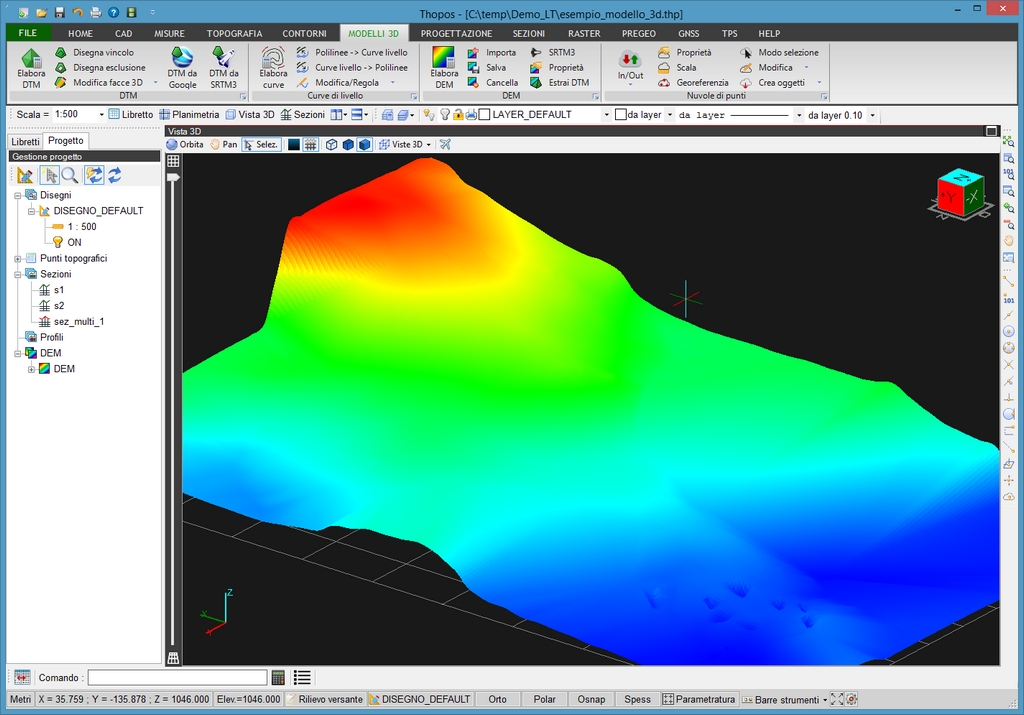 Thopos - [C:\temp\Demo_LT\esempio_modello_3d.thp]
FILE HOME CAD MISURE TOPOGRAFIA CONTORNI MODELLI 3D PROGETTAZIONE SEZIONI RASTER PREGEO GNSS TPS HELP
Elabora DTM
Disegna vincolo
Disegna esclusione
Modifica facce 3D
DTM da Google
DTM da SRTM3
DTM
Elabora curve
Polilinee -> Curve livello
Curve livello -> Polilinee
Modifica/Regola
Curve di livello
Elabora DEM
Importa
Salva
Cancella
SRTM3
Proprietà
Estrai DTM
DEM
In/Out
Proprietà
Scala
Georeferenzia
Modo selezione
Modifica
Crea oggetti
Nuvole di punti
Scala = 1:500 Libretto Planimetria Vista 3D Sezioni LAYER_DEFAULT da layer da layer da layer 0.10
Libretti Progetto
Gestione progetto
Disegni
DISEGNO_DEFAULT
1 : 500
ON
Punti topografici
Sezioni
s1
s2
sez_multi_1
Profili
DEM
DEM
Vista 3D
Orbita Pan Selez. Viste 3D
Z
+Y
-X
Z
101
101
Comando :
Metri X = 35.759 ; Y = -135.878 ; Z = 1046.000 Elev.=1046.000 Rilievo versante DISEGNO_DEFAULT Orto Polar Osnap Spess Parametratura Barre strumenti